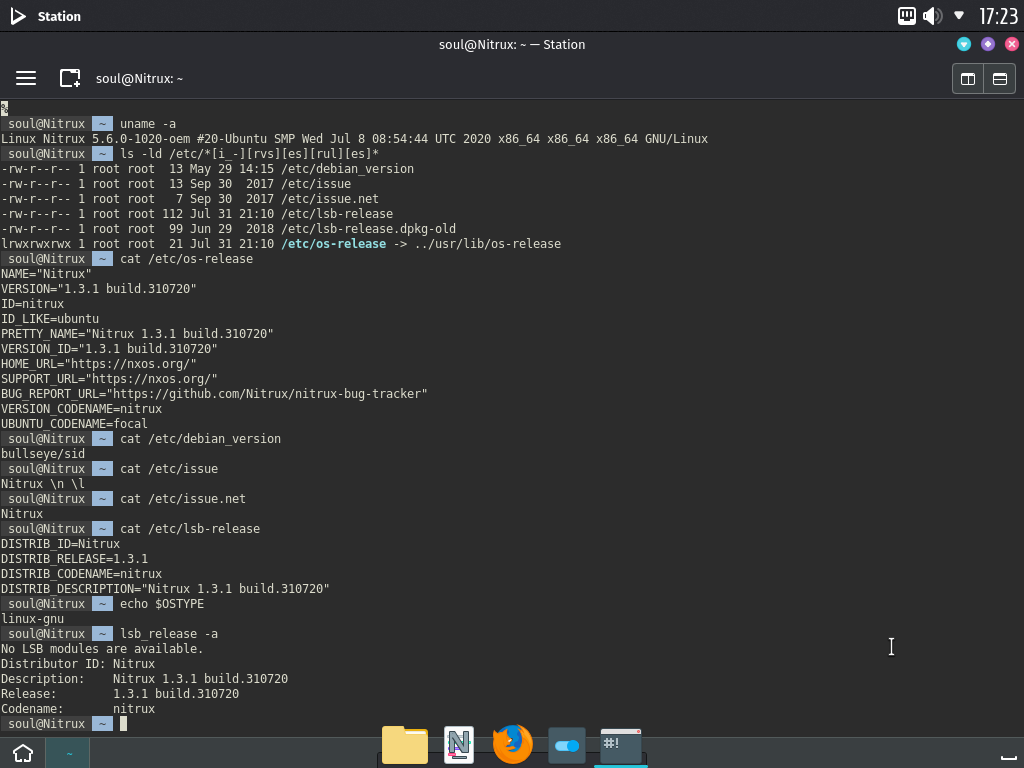 Station
17:23
soul@Nitrux: ~ — Station
soul@Nitrux: ~
%
soul@Nitrux ~ uname -a
Linux Nitrux 5.6.0-1020-oem #20-Ubuntu SMP Wed Jul 8 08:54:44 UTC 2020 x86_64 x86_64 x86_64 GNU/Linux
soul@Nitrux ~ ls -ld /etc/*[i_-][rvs][es][rul][es]*
-rw-r--r-- 1 root root  13 May 29 14:15 /etc/debian_version
-rw-r--r-- 1 root root  13 Sep 30  2017 /etc/issue
-rw-r--r-- 1 root root   7 Sep 30  2017 /etc/issue.net
-rw-r--r-- 1 root root 112 Jul 31 21:10 /etc/lsb-release
-rw-r--r-- 1 root root  99 Jun 29  2018 /etc/lsb-release.dpkg-old
lrwxrwxrwx 1 root root  21 Jul 31 21:10 /etc/os-release -> ../usr/lib/os-release
soul@Nitrux ~ cat /etc/os-release
NAME="Nitrux"
VERSION="1.3.1 build.310720"
ID=nitrux
ID_LIKE=ubuntu
PRETTY_NAME="Nitrux 1.3.1 build.310720"
VERSION_ID="1.3.1 build.310720"
HOME_URL="https://nxos.org/"
SUPPORT_URL="https://nxos.org/"
BUG_REPORT_URL="https://github.com/Nitrux/nitrux-bug-tracker"
VERSION_CODENAME=nitrux
UBUNTU_CODENAME=focal
soul@Nitrux ~ cat /etc/debian_version
bullseye/sid
soul@Nitrux ~ cat /etc/issue
Nitrux \n \l
soul@Nitrux ~ cat /etc/issue.net
Nitrux
soul@Nitrux ~ cat /etc/lsb-release
DISTRIB_ID=Nitrux
DISTRIB_RELEASE=1.3.1
DISTRIB_CODENAME=nitrux
DISTRIB_DESCRIPTION="Nitrux 1.3.1 build.310720"
soul@Nitrux ~ echo $OSTYPE
linux-gnu
soul@Nitrux ~ lsb_release -a
No LSB modules are available.
Distributor ID: Nitrux
Description:    Nitrux 1.3.1 build.310720
Release:        1.3.1 build.310720
Codename:       nitrux
soul@Nitrux ~
~
N
#!